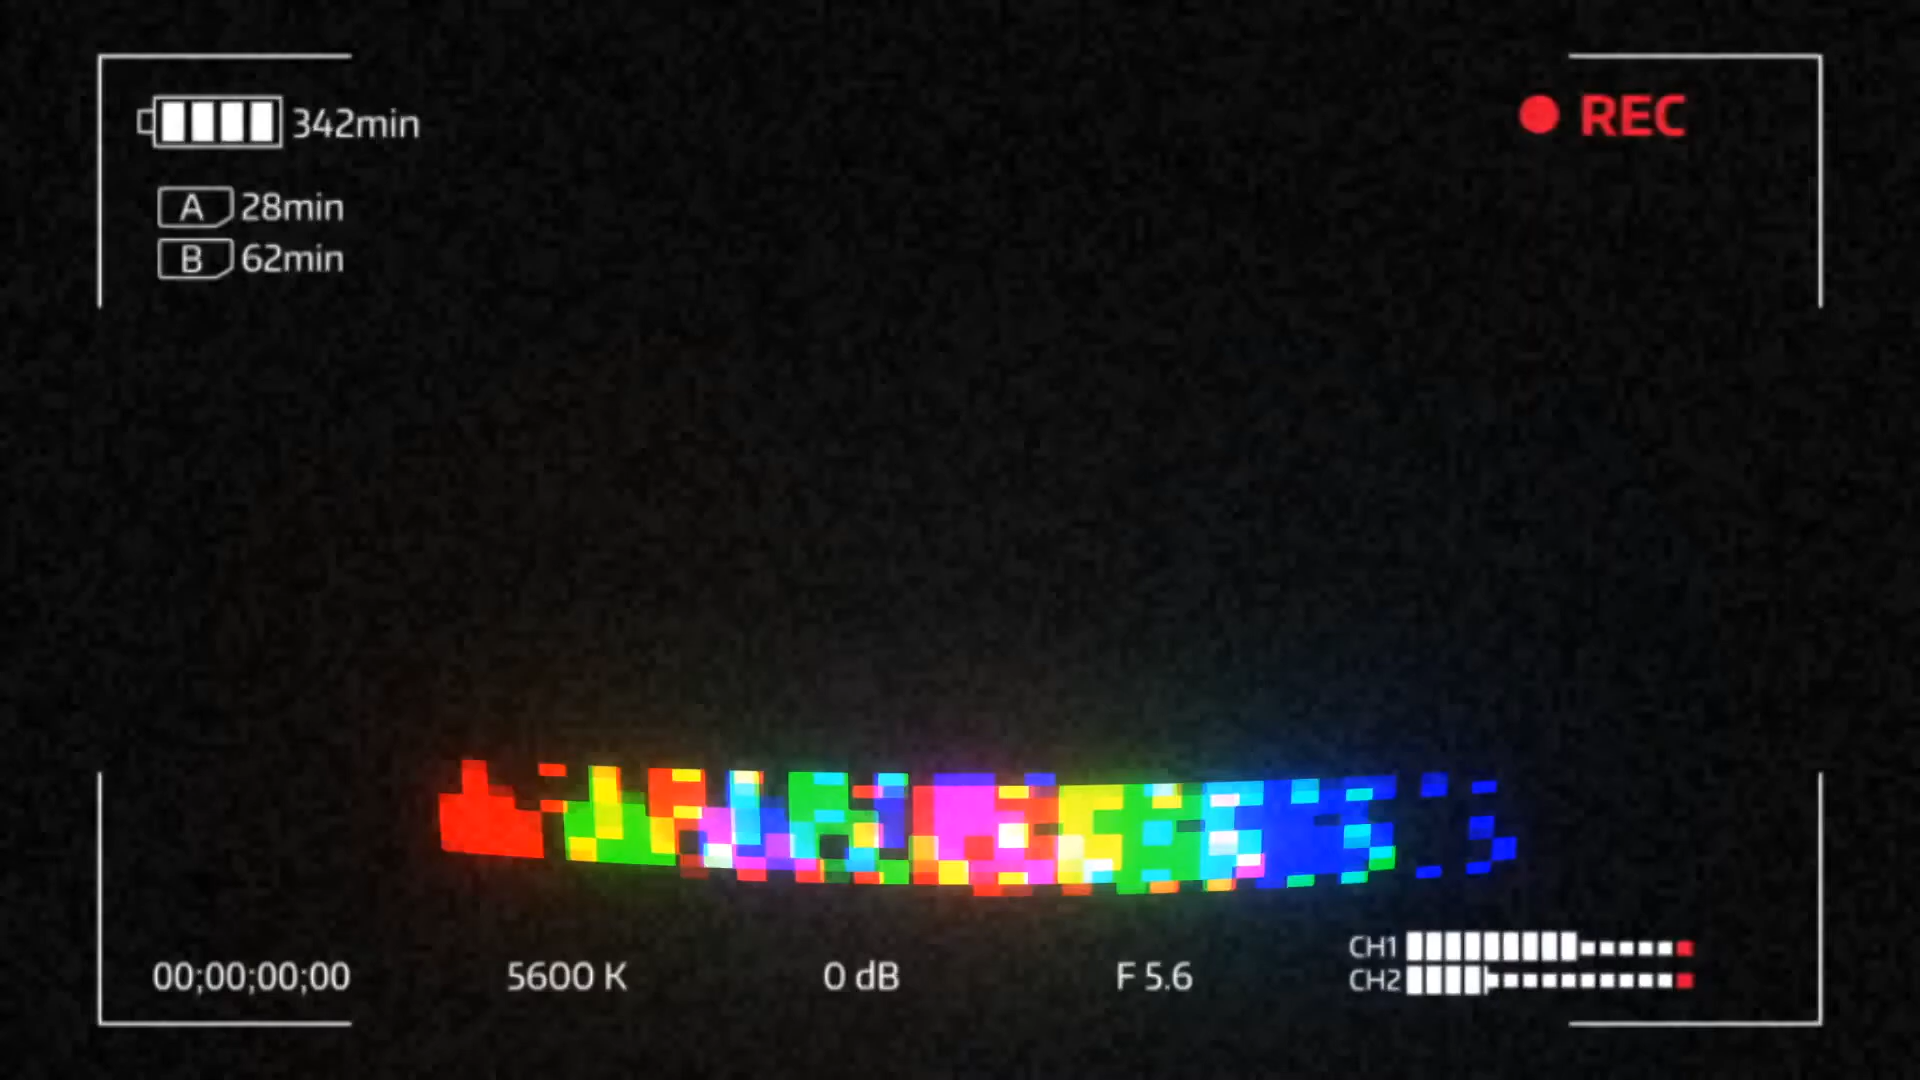 342min
REC
A 28min
B 62min
00;00;00;00
5600 K
0 dB
F 5.6
CH1
CH2